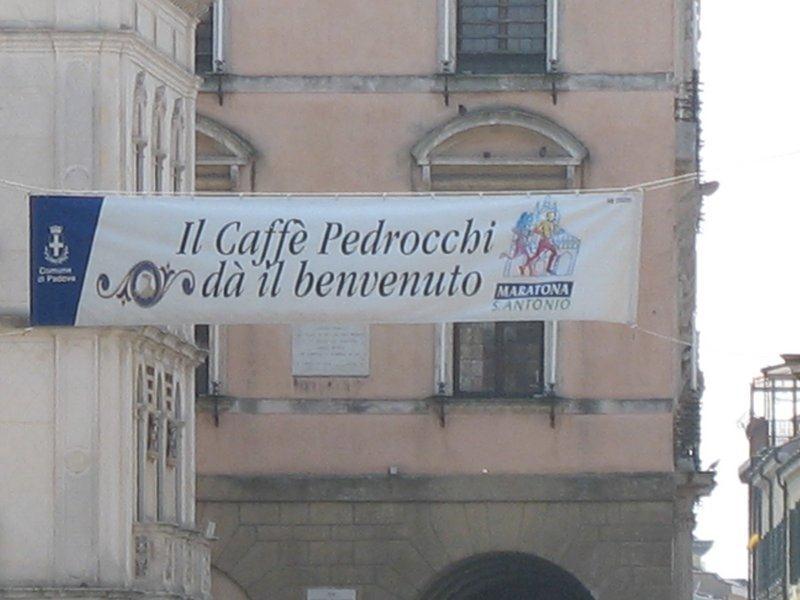 Comune
di Padova
Il Caffè Pedrocchi
dà il benvenuto
MARATONA
S.ANTONIO